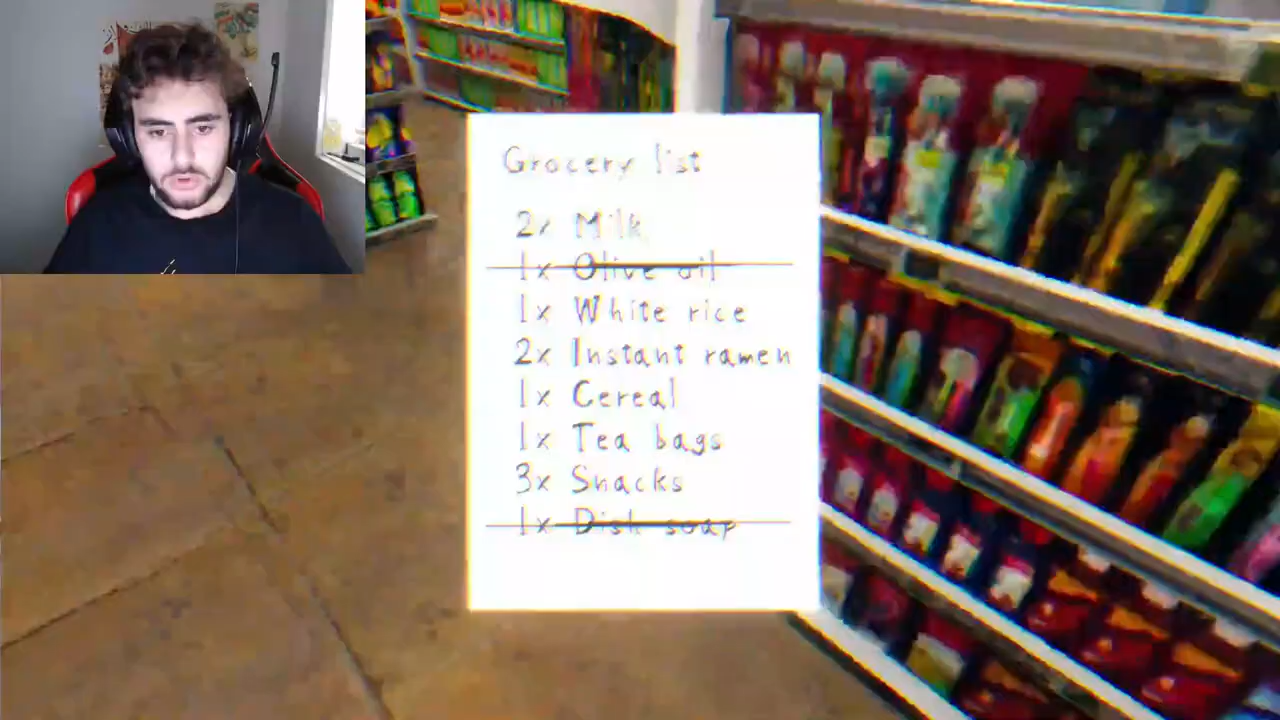 Grocery list
2x Milk
1x Olive oil
1x White rice
2x Instant ramen
1x Cereal
1x Tea bags
3x Snacks
1x Dish soap